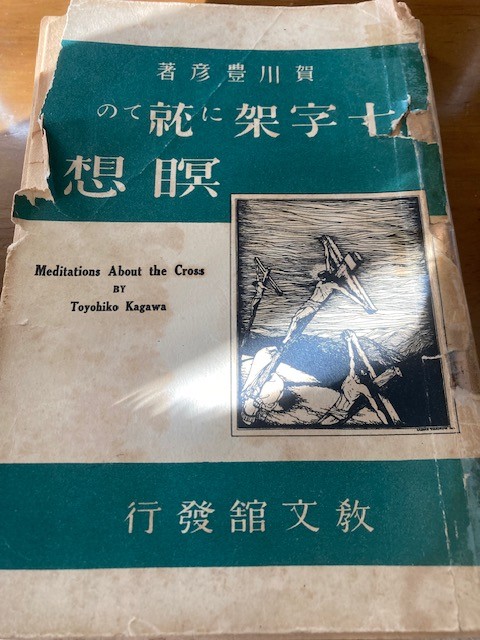 賀川豊彦著
十字架に就ての
瞑想
Meditations About the Cross
BY
Toyohiko Kagawa
教文舘發行